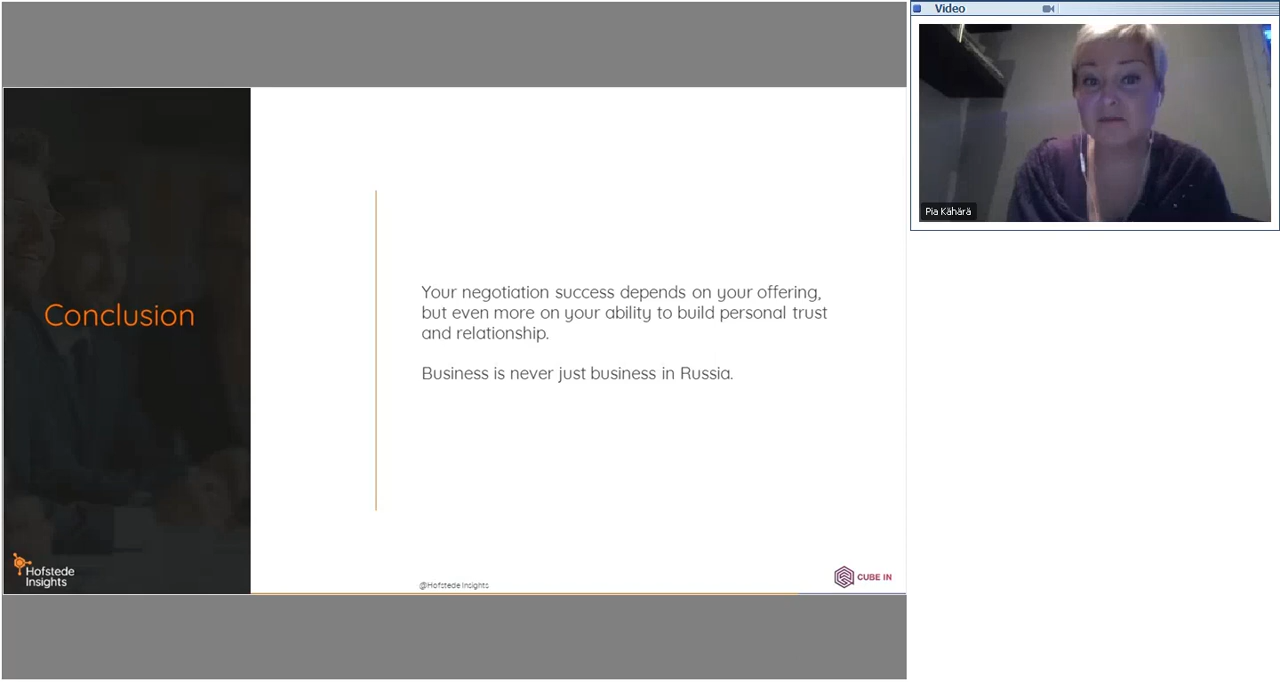 Video
Pia Kähärä
Conclusion
Your negotiation success depends on your offering,
but even more on your ability to build personal trust
and relationship.
Business is never just business in Russia.
Hofstede
Insights
@Hofstede Insights
CUBE IN